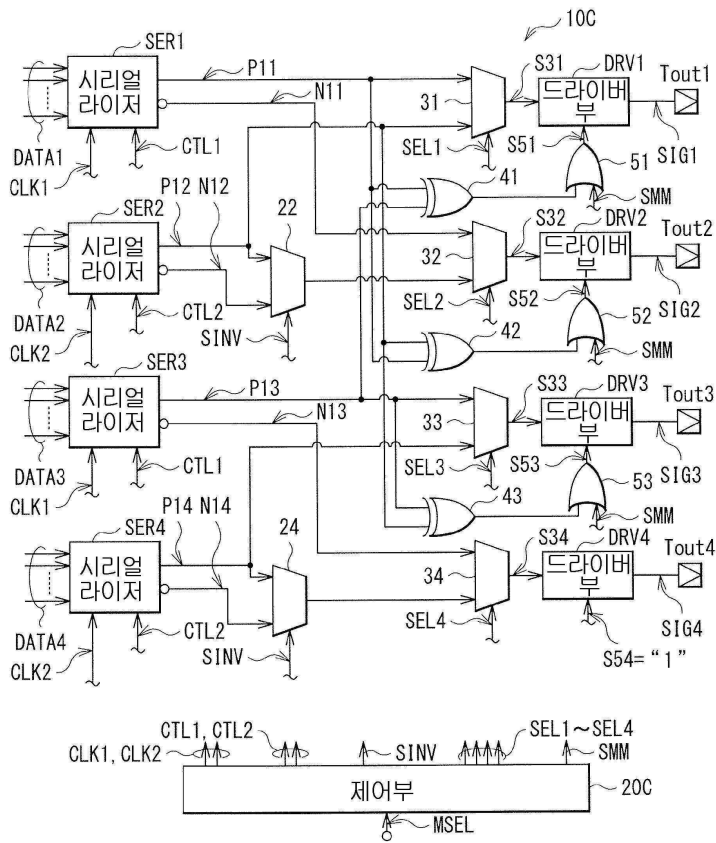 10C
SER1
P11
N11
S31
DRV1
Tout1
시리얼
라이저
31
드라이버
부
DATA1
CTL1
CLK1
SEL1
S51
51
SIG1
SMM
P12 N12
41
SER2
22
S32
DRV2
Tout2
시리얼
라이저
32
드라이버
부
DATA2
CTL2
CLK2
SINV
SEL2
S52
52
SIG2
SMM
42
SER3
P13
N13
S33
DRV3
Tout3
시리얼
라이저
33
드라이버
부
DATA3
CTL1
CLK1
SEL3
S53
53
SIG3
SMM
43
SER4
P14 N14
24
S34
DRV4
Tout4
시리얼
라이저
34
드라이버
부
DATA4
CTL2
CLK2
SINV
SEL4
SIG4
S54= “1”
CTL1, CTL2
CLK1, CLK2
SINV
SEL1～SEL4
SMM
제어부
20C
MSEL